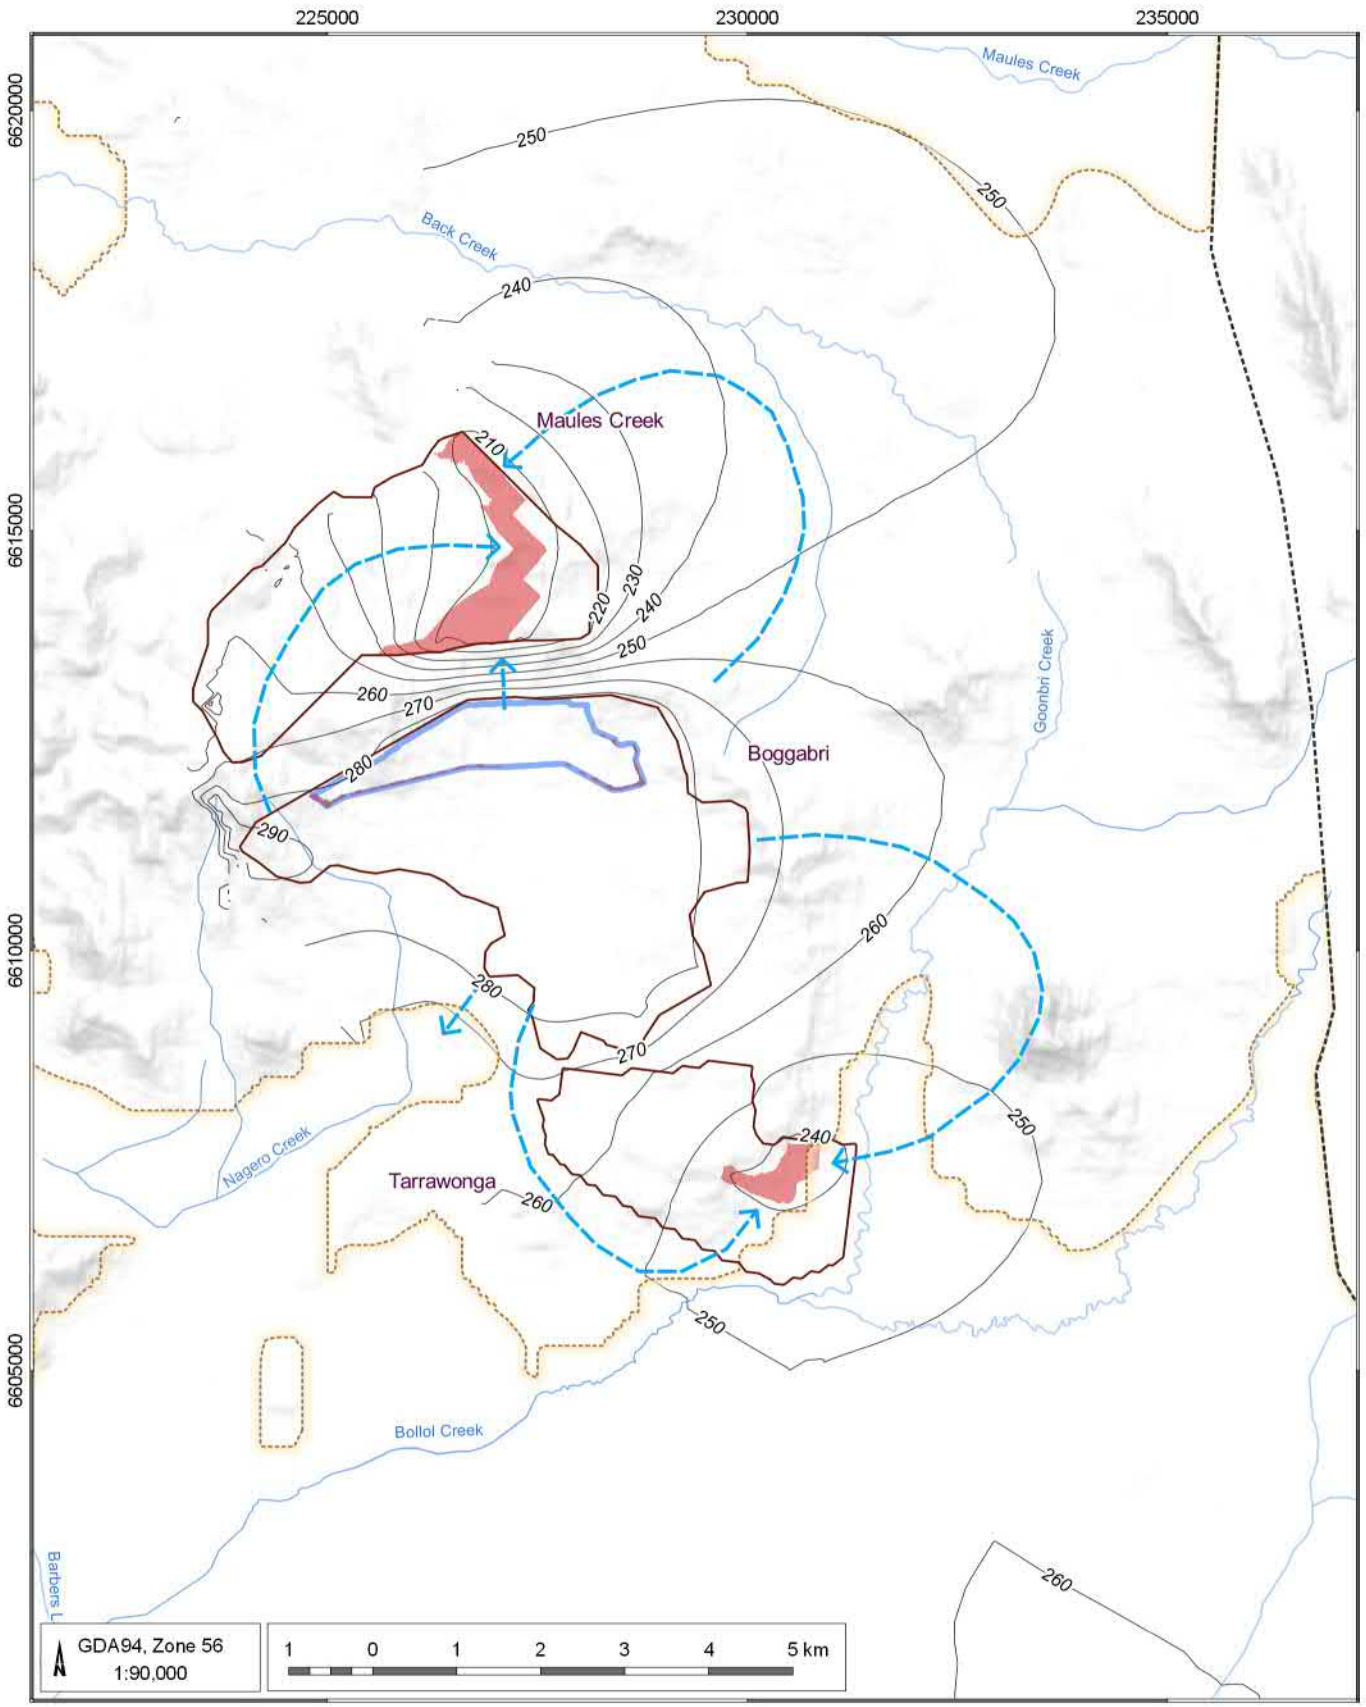 225000
230000
235000
6620000
Maules Creek
250
250
Back Creek
240
Maules Creek
210
6615000
230
220
240
250
Goonbri Creek
260
270
Boggabri
280
290
260
6610000
280
270
250
240
Nagero Creek
Tarrawonga
260
250
6605000
Bollol Creek
Barbers L
260
GDA94, Zone 56
1:90,000
N
1 0 1 2 3 4 5 km